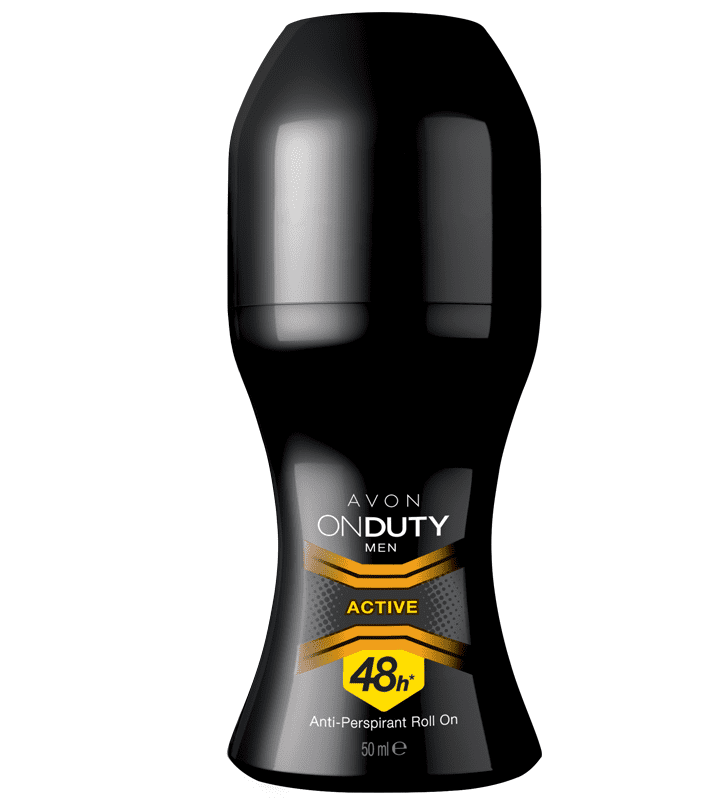 AVON
ONDUTY
MEN
ACTIVE
48h*
Anti-Perspirant Roll On
50 ml ℮